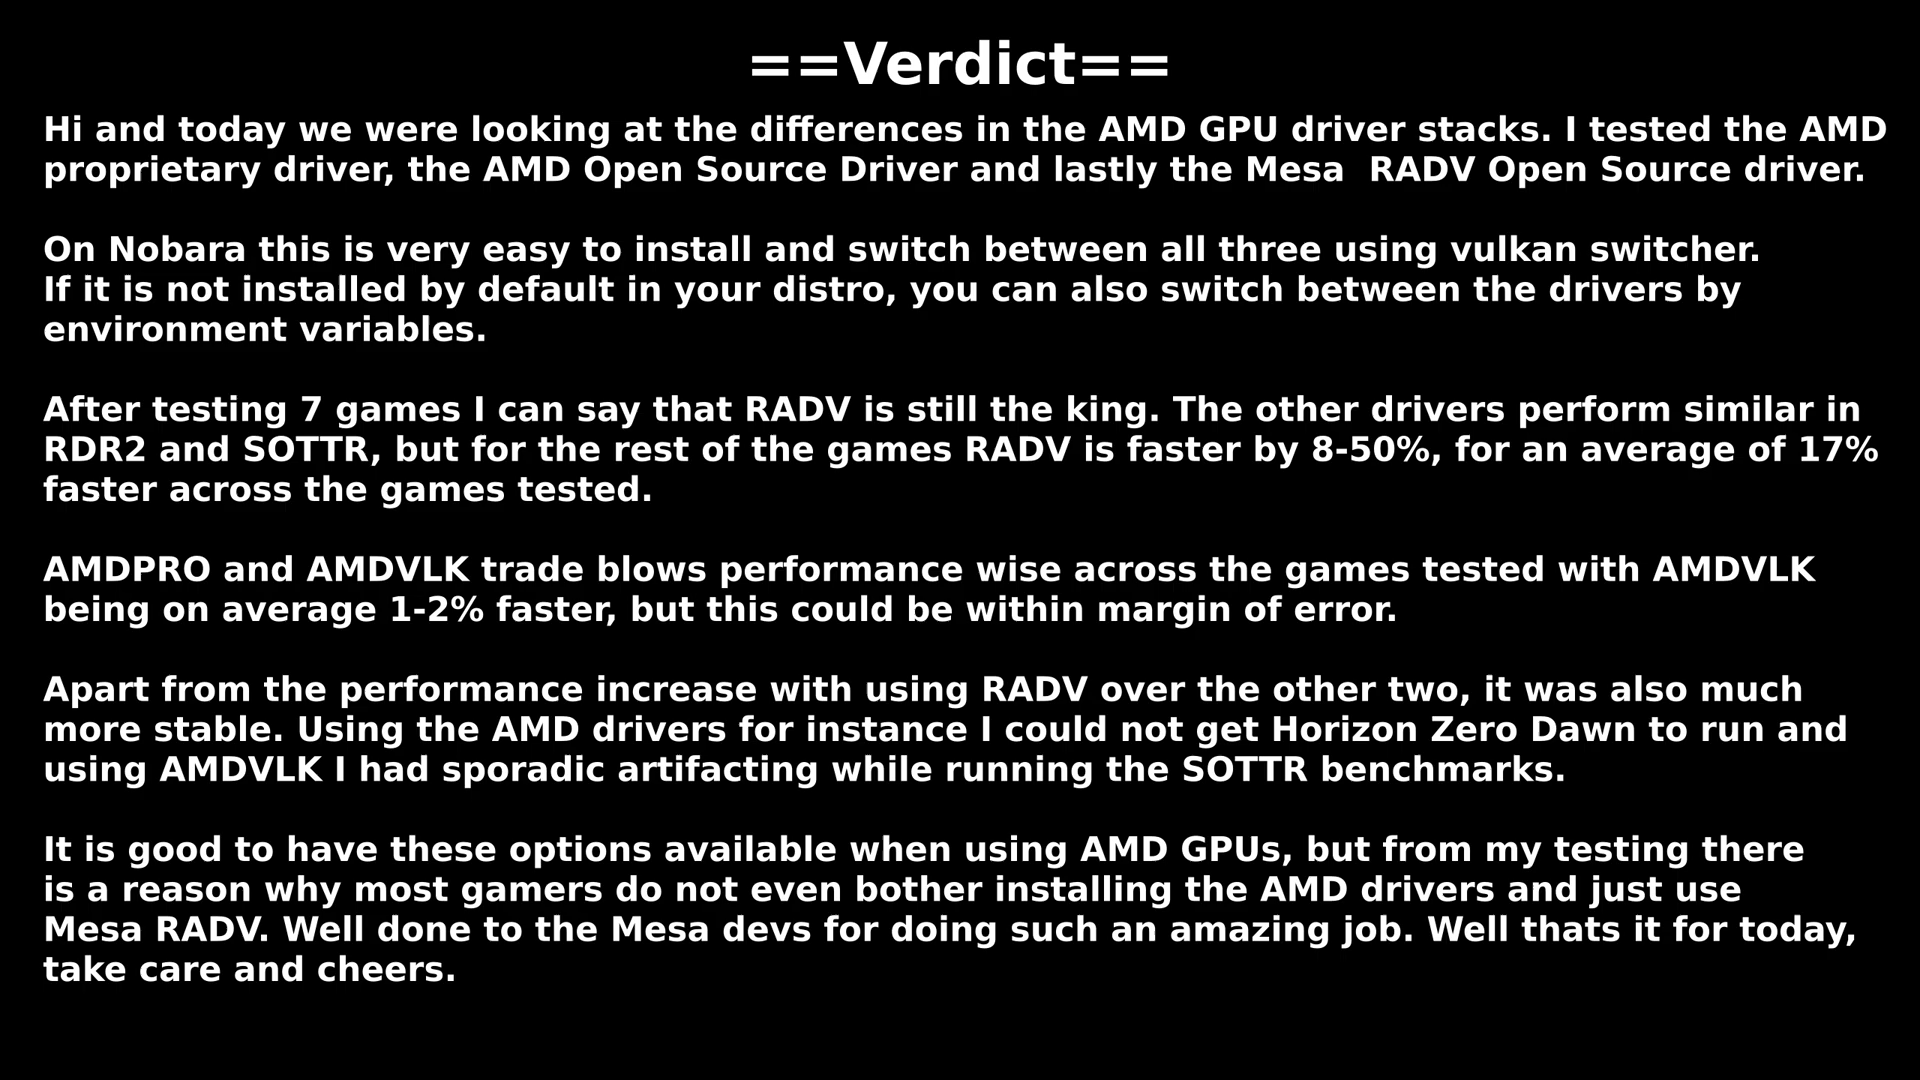 ==Verdict==
Hi and today we were looking at the differences in the AMD GPU driver stacks. I tested the AMD
proprietary driver, the AMD Open Source Driver and lastly the Mesa  RADV Open Source driver.
On Nobara this is very easy to install and switch between all three using vulkan switcher.
If it is not installed by default in your distro, you can also switch between the drivers by
environment variables.
After testing 7 games I can say that RADV is still the king. The other drivers perform similar in
RDR2 and SOTTR, but for the rest of the games RADV is faster by 8-50%, for an average of 17%
faster across the games tested.
AMDPRO and AMDVLK trade blows performance wise across the games tested with AMDVLK
being on average 1-2% faster, but this could be within margin of error.
Apart from the performance increase with using RADV over the other two, it was also much
more stable. Using the AMD drivers for instance I could not get Horizon Zero Dawn to run and
using AMDVLK I had sporadic artifacting while running the SOTTR benchmarks.
It is good to have these options available when using AMD GPUs, but from my testing there
is a reason why most gamers do not even bother installing the AMD drivers and just use
Mesa RADV. Well done to the Mesa devs for doing such an amazing job. Well thats it for today,
take care and cheers.